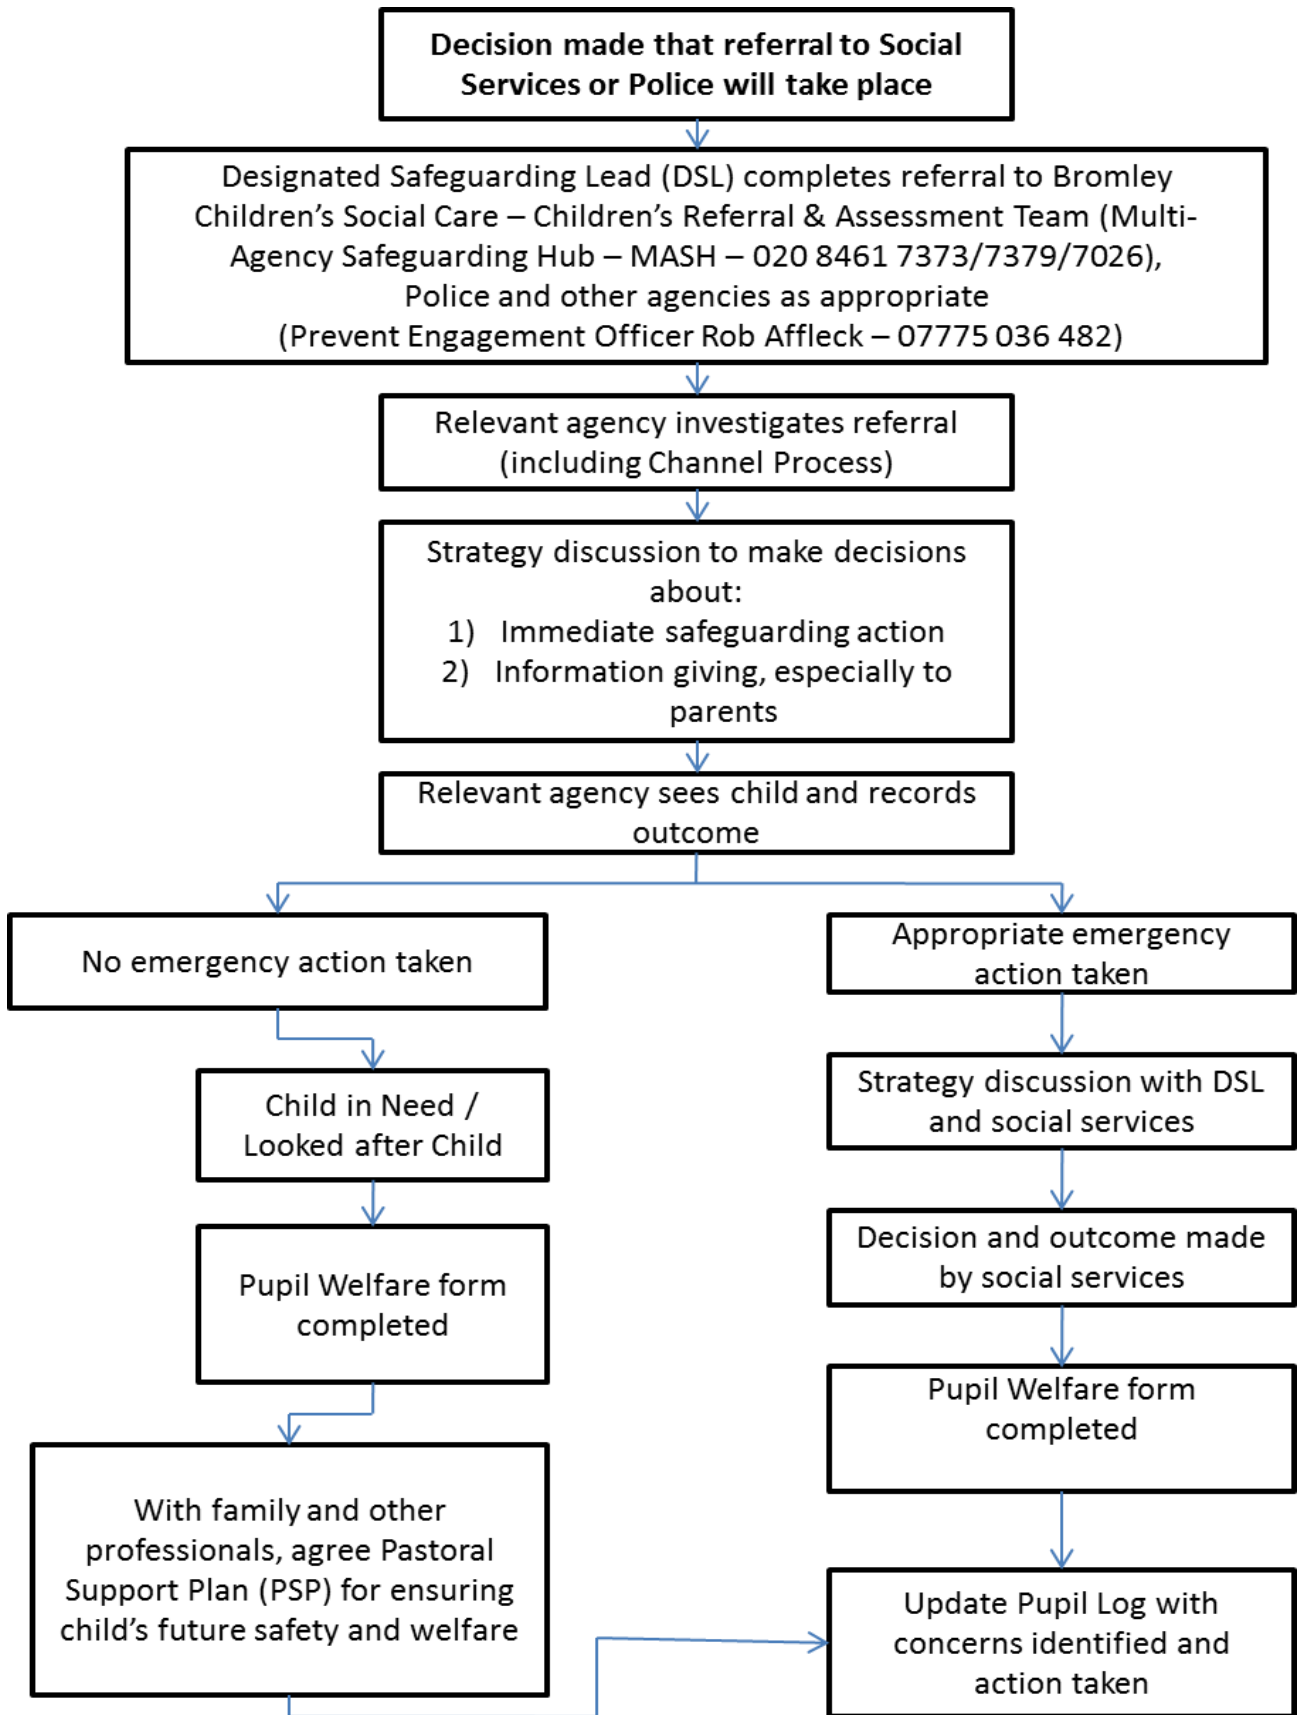 Decision made that referral to Social
Services or Police will take place
Designated Safeguarding Lead (DSL) completes referral to Bromley
Children’s Social Care – Children’s Referral & Assessment Team (Multi-
Agency Safeguarding Hub – MASH – 020 8461 7373/7379/7026),
Police and other agencies as appropriate
(Prevent Engagement Officer Rob Affleck – 07775 036 482)
Relevant agency investigates referral
(including Channel Process)
Strategy discussion to make decisions
about:
1) Immediate safeguarding action
2) Information giving, especially to
parents
Relevant agency sees child and records
outcome
No emergency action taken
Child in Need /
Looked after Child
Pupil Welfare form
completed
With family and other
professionals, agree Pastoral
Support Plan (PSP) for ensuring
child’s future safety and welfare
Appropriate emergency
action taken
Strategy discussion with DSL
and social services
Decision and outcome made
by social services
Pupil Welfare form
completed
Update Pupil Log with
concerns identified and
action taken